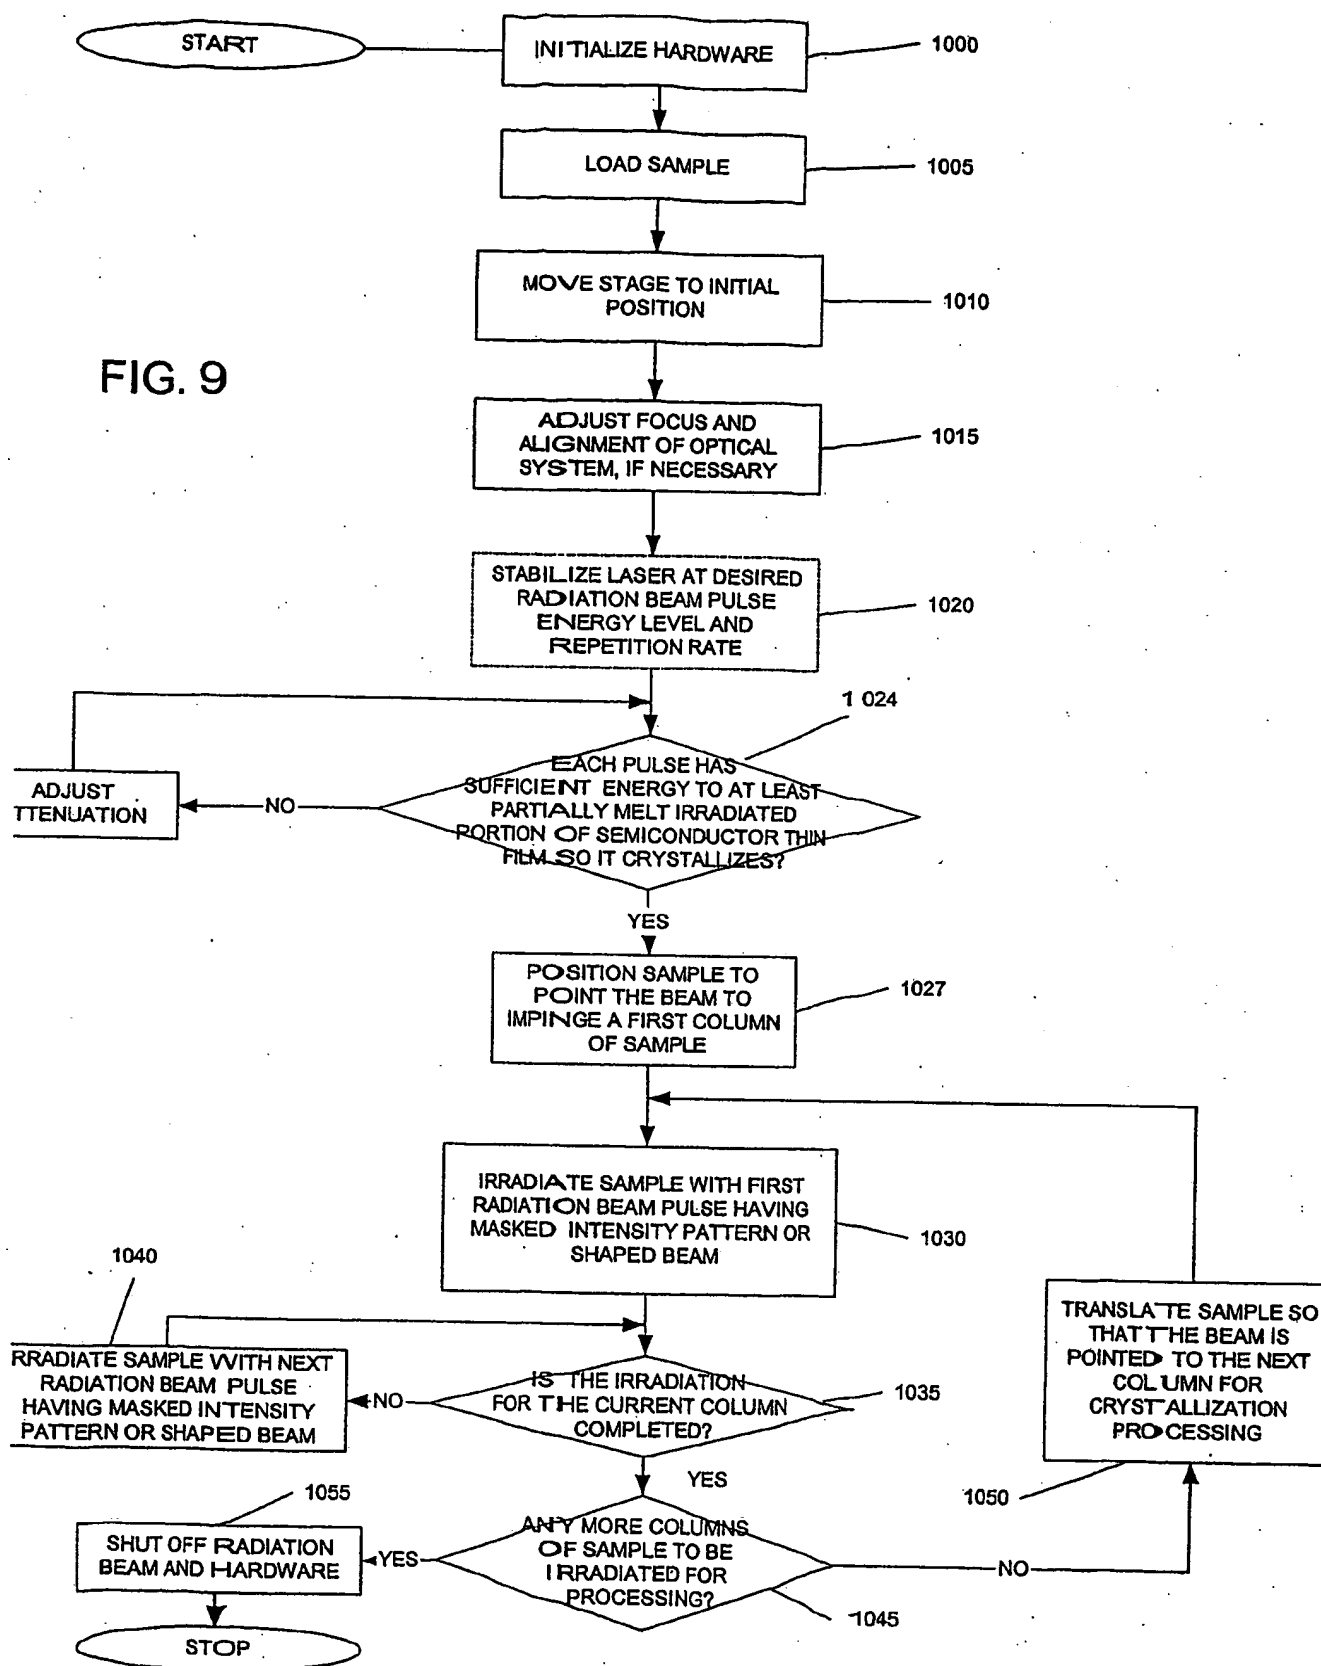 START
INITIALIZE HARDWARE
1000
LOAD SAMPLE
1005
MOVE STAGE TO INITIAL
POSITION
1010
FIG. 9
ADJUST FOCUS AND
ALIGNMENT OF OPTICAL
SYSTEM, IF NECESSARY
1015
STABILIZE LASER AT DESIRED
RADIATION BEAM PULSE
ENERGY LEVEL AND
REPETITION RATE
1020
1 024
EACH PULSE HAS
SUFFICIENT ENERGY TO AT LEAST
PARTIALLY MELT IRRADIATED
PORTION OF SEMICONDUCTOR THIN
FILM SO IT CRYSTALLIZES?
NO
ADJUST
TTENUATION
YES
POSITION SAMPLE TO
POINT THE BEAM TO
IMPINGE A FIRST COLUMN
OF SAMPLE
1027
IRRADIATE SAMPLE WITH FIRST
RADIATION BEAM PULSE HAVING
MASKED INTENSITY PATTERN OR
SHAPED BEAM
1030
1040
RRADIATE SAMPLE WITH NEXT
RADIATION BEAM PULSE
HAVING MASKED INTENSITY
PATTERN OR SHAPED BEAM
NO
IS THE IRRADIATION
FOR THE CURRENT COLUMN
COMPLETED?
1035
TRANSLATE SAMPLE SO
THAT THE BEAM IS
POINTED TO THE NEXT
COLUMN FOR
CRYSTALLIZATION
PROCESSING
1050
YES
1055
SHUT OFF RADIATION
BEAM AND HARDWARE
YES
ANY MORE COLUMNS
OF SAMPLE TO BE
IRRADIATED FOR
PROCESSING?
NO
1045
STOP